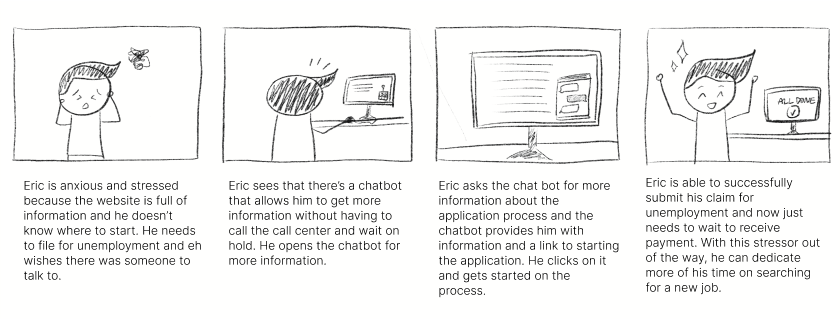 Eric is anxious and stressed
because the website is full of
information and he doesn't
know where to start. He needs
to file for unemployment and eh
wishes there was someone to
talk to.
Eric sees that there's a chatbot
that allows him to get more
information without having to
call the call center and wait on
hold. He opens the chatbot for
more information.
Eric asks the chat bot for more
information about the
application process and the
chatbot provides him with
information and a link to starting
the application. He clicks on it
and gets started on the
process.
ALL DONE
Eric is able to successfully
submit his claim for
unemployment and now just
needs to wait to receive
payment. With this stressor out
of the way, he can dedicate
more of his time on searching
for a new job.